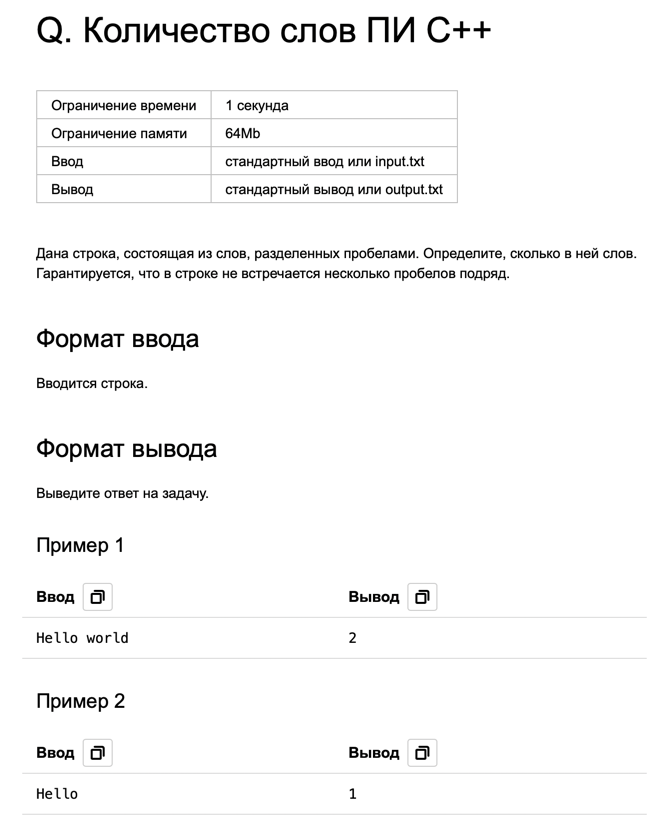 Q. Количество слов ПИ С++
Ограничение времени 1 секунда
Ограничение памяти 64Mb
Ввод стандартный ввод или input.txt
Вывод стандартный вывод или output.txt
Дана строка, состоящая из слов, разделенных пробелами. Определите, сколько в ней слов.
Гарантируется, что в строке не встречается несколько пробелов подряд.
Формат ввода
Вводится строка.
Формат вывода
Выведите ответ на задачу.
Пример 1
Ввод Вывод
Hello world 2
Пример 2
Ввод Вывод
Hello 1